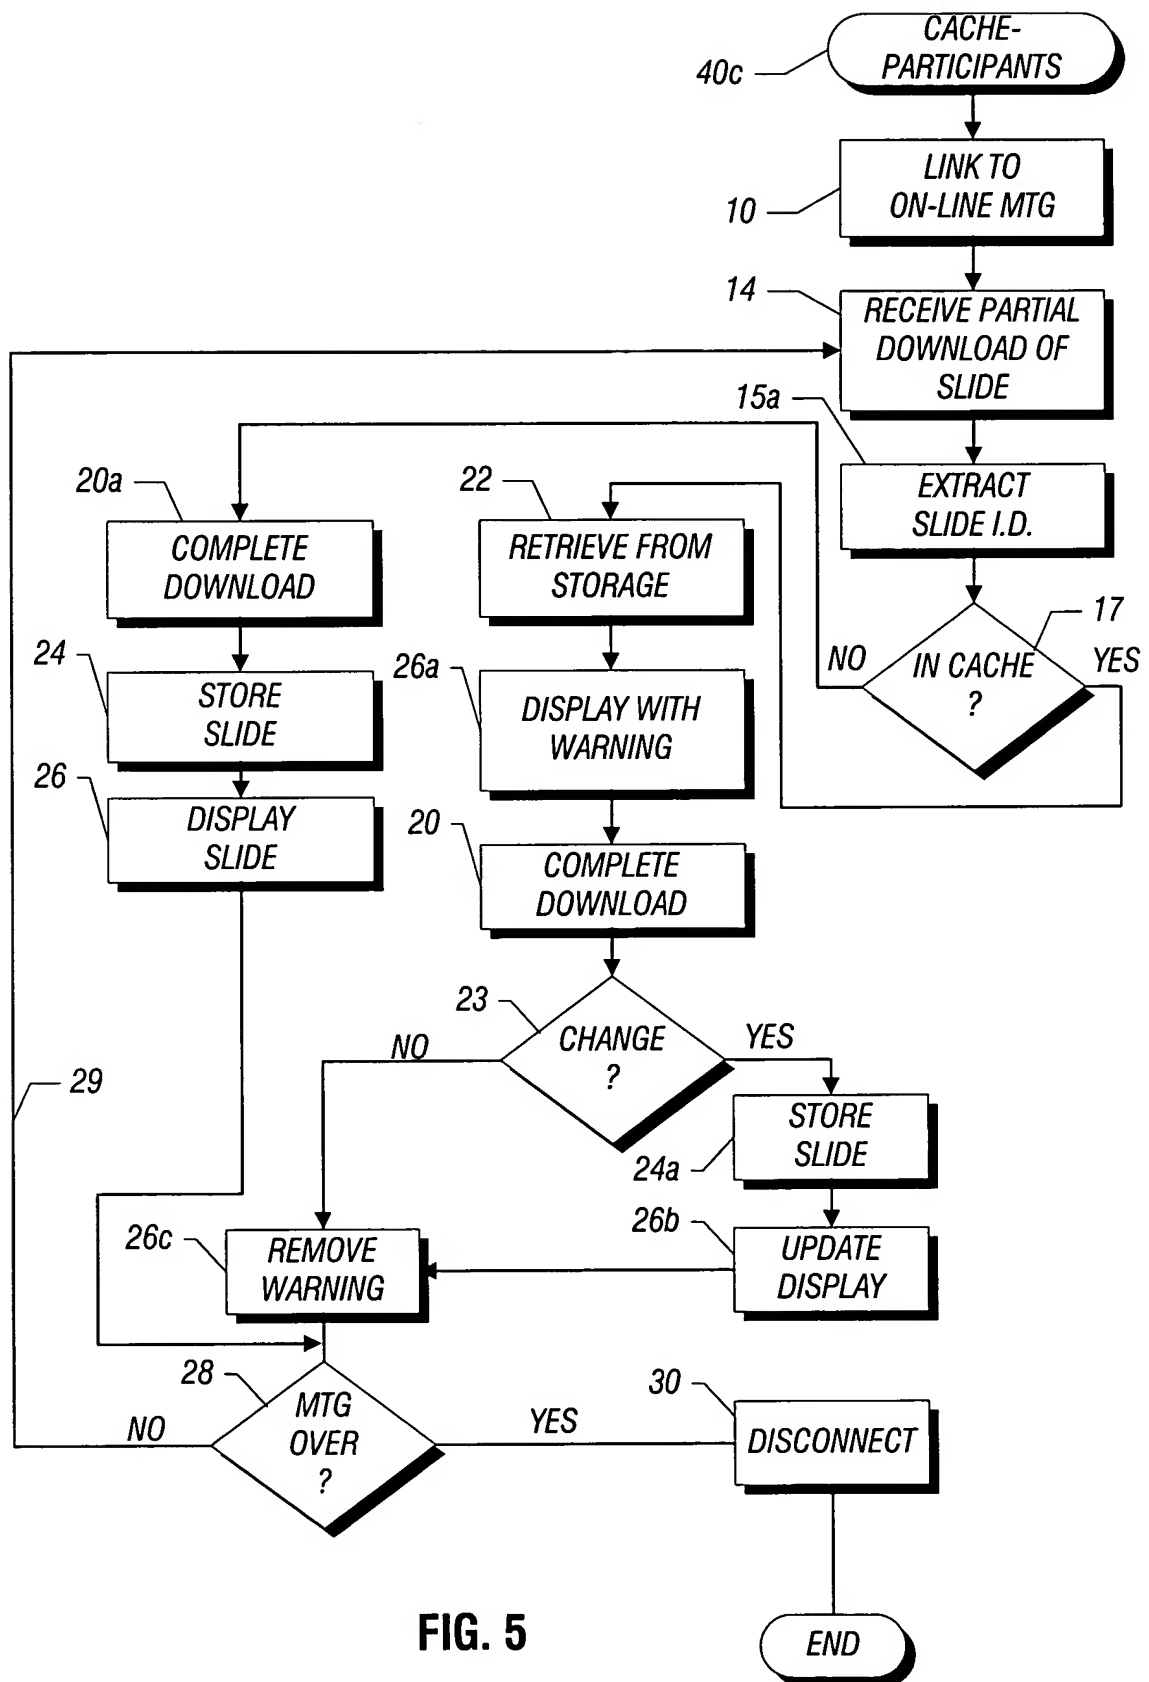 CACHE-
PARTICIPANTS
40c
LINK TO
ON-LINE MTG
10
14
RECEIVE PARTIAL
DOWNLOAD OF
SLIDE
15a
EXTRACT
SLIDE I.D.
17
IN CACHE
?
NO
YES
20a
COMPLETE
DOWNLOAD
24
STORE
SLIDE
26
DISPLAY
SLIDE
22
RETRIEVE FROM
STORAGE
26a
DISPLAY WITH
WARNING
20
COMPLETE
DOWNLOAD
23
CHANGE
?
NO
YES
STORE
SLIDE
24a
26b
UPDATE
DISPLAY
26c
REMOVE
WARNING
29
28
MTG
OVER
?
NO
YES
30
DISCONNECT
END
FIG. 5